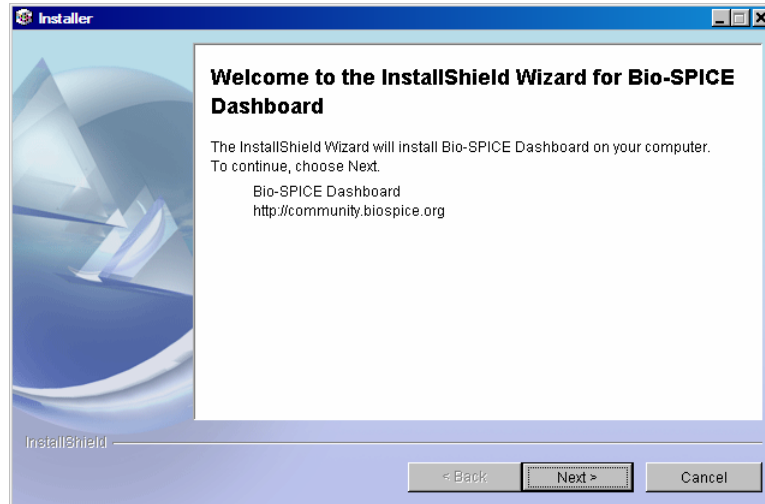 Installer
Welcome to the InstallShield Wizard for Bio-SPICE
Dashboard
The InstallShield Wizard will install Bio-SPICE Dashboard on your computer.
To continue, choose Next.
Bio-SPICE Dashboard
http://community.biospice.org
InstallShield
< Back Next > Cancel